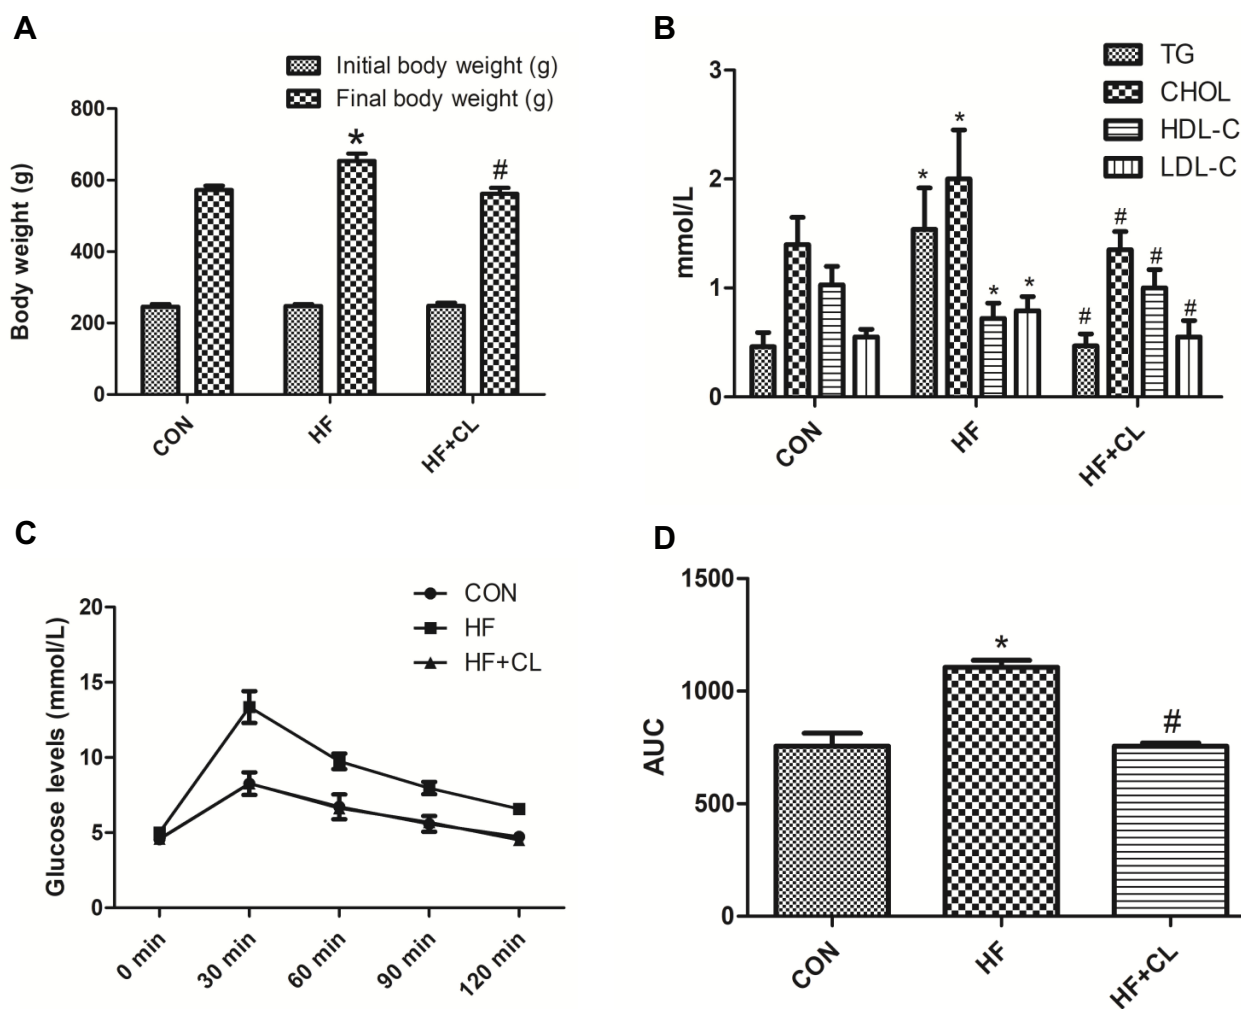 A
Initial body weight (g)
Final body weight (g)
Body weight (g)
800
600
400
200
0
*
#
CON
HF
HF+CL
B
TG
CHOL
HDL-C
LDL-C
mmol/L
3
2
1
0
*
*
*
*
#
#
#
#
CON
HF
HF+CL
C
CON
HF
HF+CL
Glucose levels (mmol/L)
20
15
10
5
0
0 min
30 min
60 min
90 min
120 min
D
AUC
1500
1000
500
0
*
#
CON
HF
HF+CL